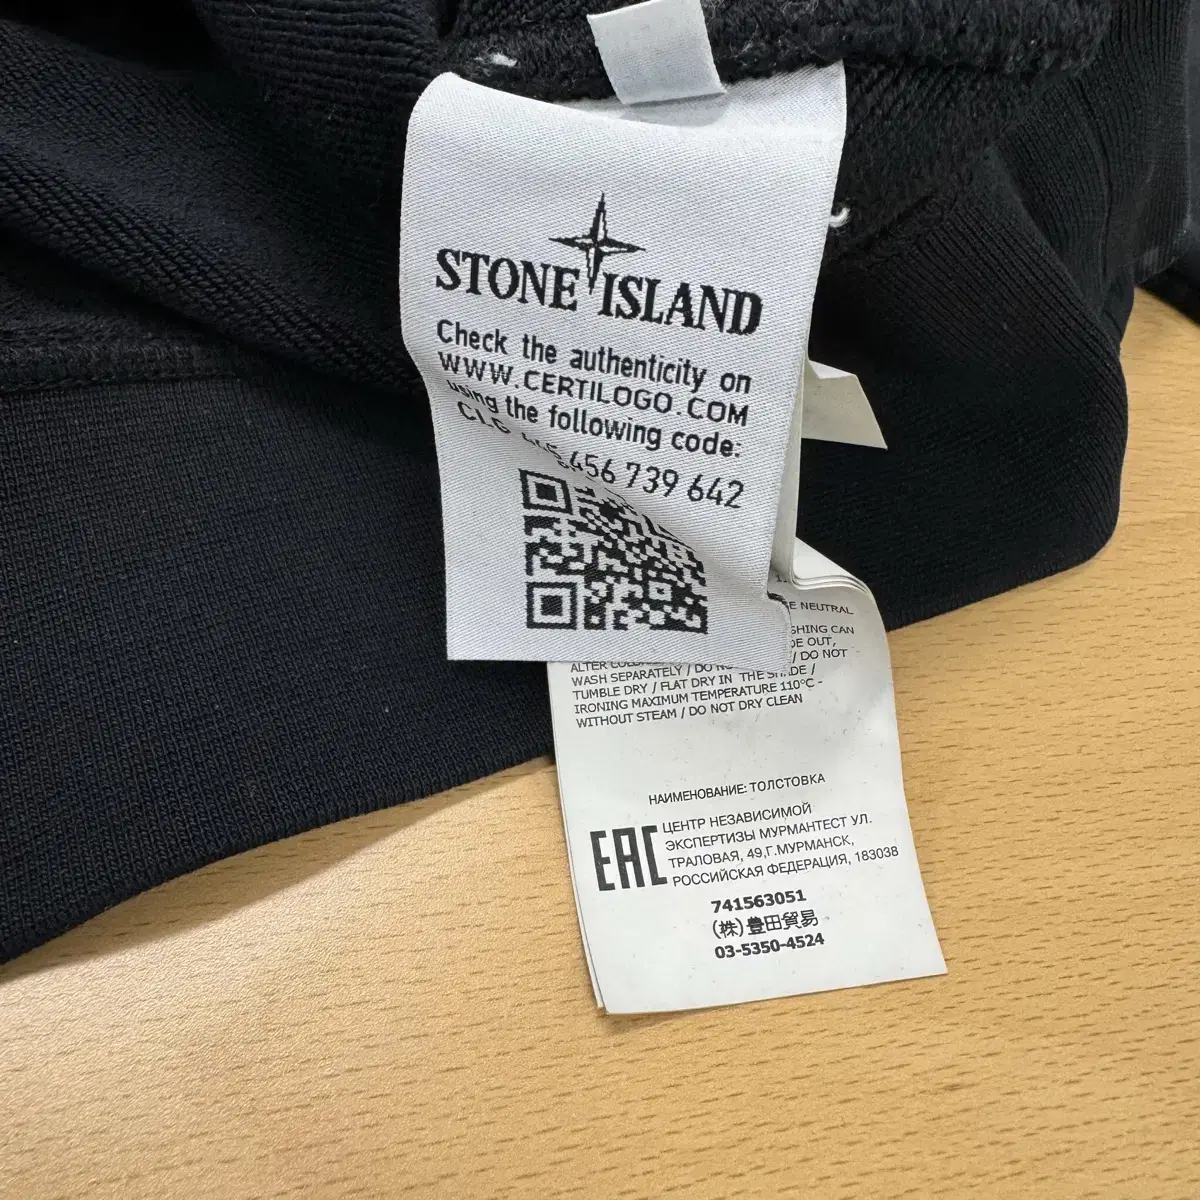 STONE ISLAND
Check the authenticity on
WWW.CERTILOGO.COM
using the following code:
CLG 456 739 642
NEUTRAL
CAN
OUT,
ALTER / DO NOT
WASH SEPARATELY / DO
TUMBLE DRY / FLAT DRY IN THE SHADE /
IRONING MAXIMUM TEMPERATURE 110°C -
WITHOUT STEAM / DO NOT DRY CLEAN
НАИМЕНОВАНИЕ: ТОЛСТОВКА
EAC
ЦЕНТР НЕЗАВИСИМОЙ
ЭКСПЕРТИЗЫ МУРМАНТЕСТ УЛ.
ТРАЛОВАЯ, 49,Г.МУРМАНСК,
РОССИЙСКАЯ ФЕДЕРАЦИЯ, 183038
741563051
(株)豊田貿易
03-5350-4524